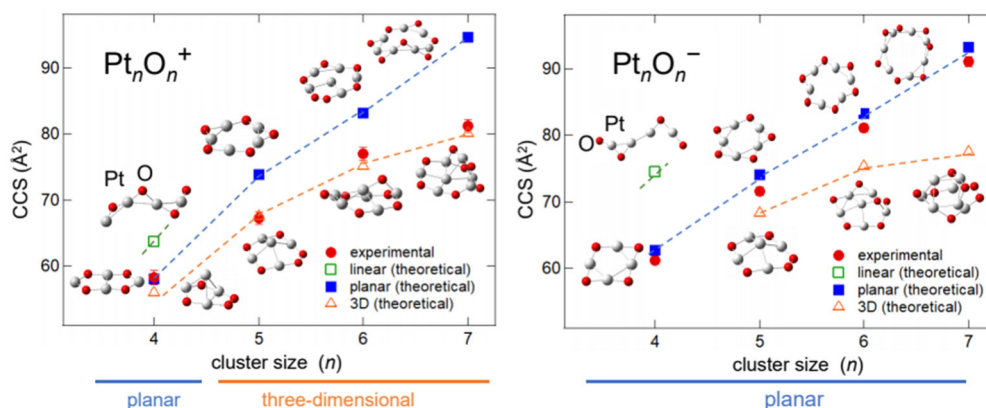 PtnOn+
CCS (Å2)
90
80
70
60
Pt
O
experimental
linear (theoretical)
planar (theoretical)
3D (theoretical)
4
5
6
7
cluster size (n)
planar
three-dimensional
PtnOn−
CCS (Å2)
90
80
70
60
O
Pt
experimental
linear (theoretical)
planar (theoretical)
3D (theoretical)
4
5
6
7
cluster size (n)
planar